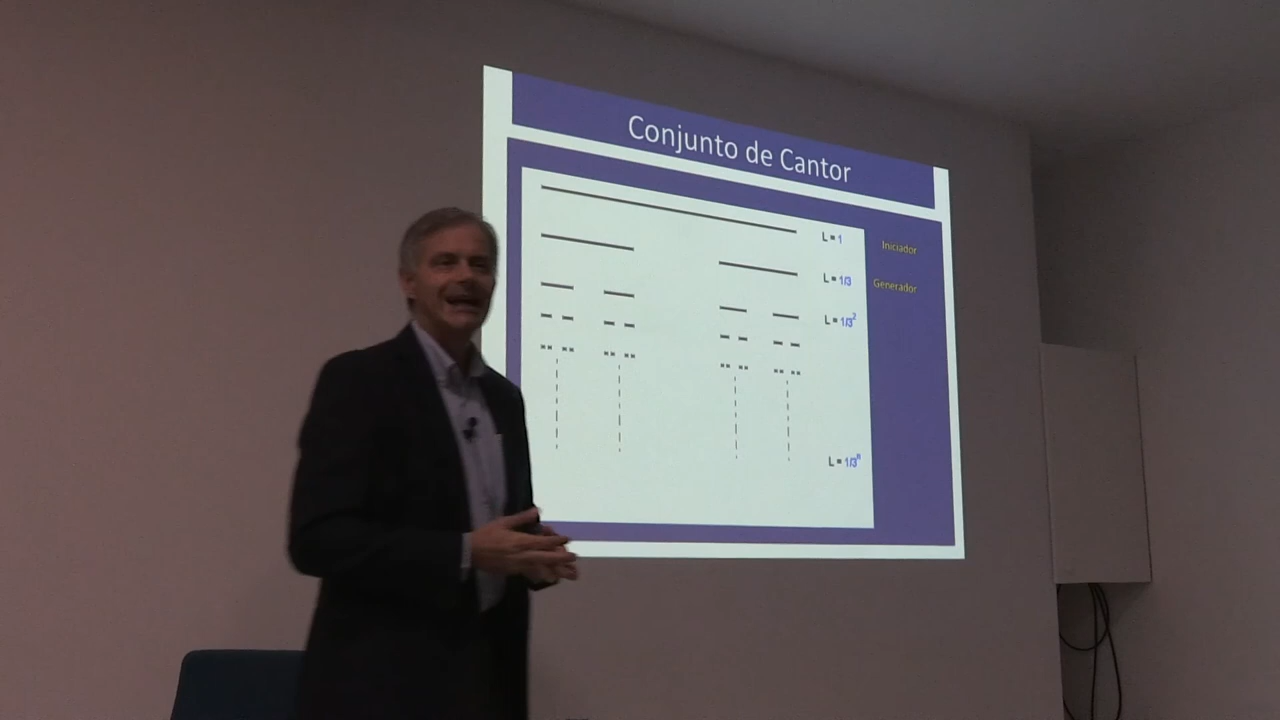 Conjunto de Cantor
L = 1
Iniciador
L = 1/3
Generador
L = 1/3²
L = 1/3ⁿ